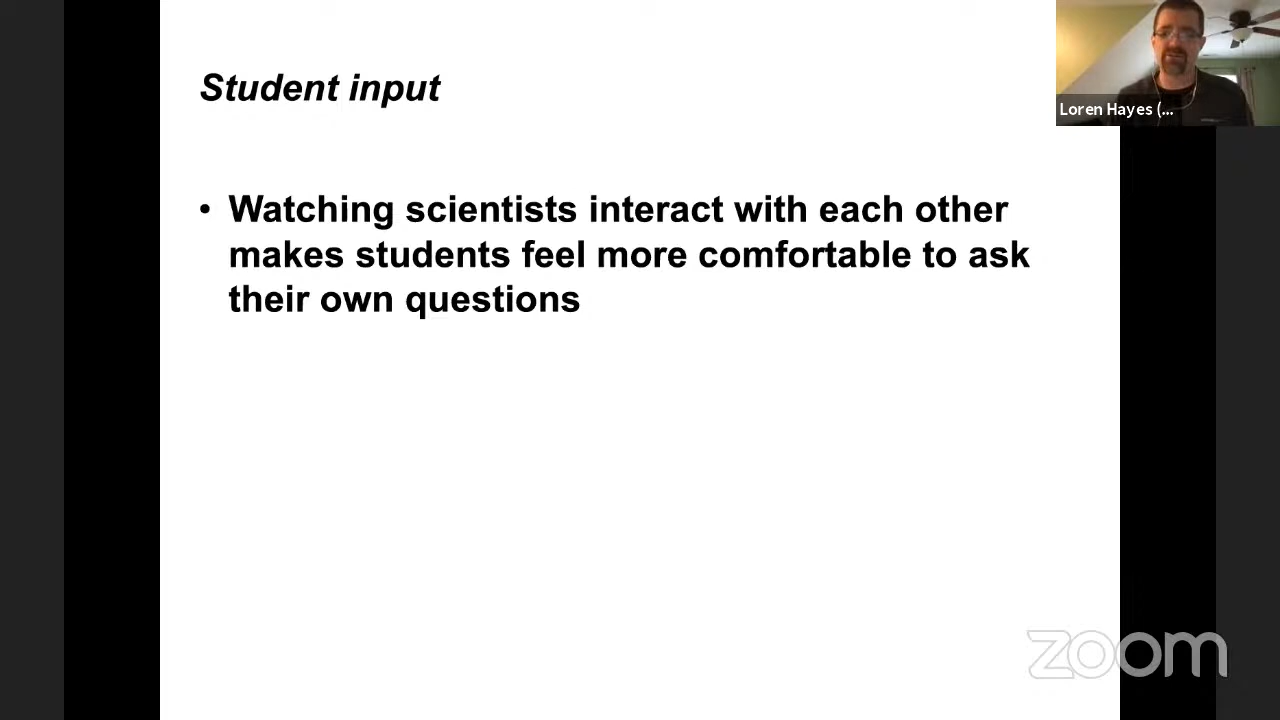 Student input
• Watching scientists interact with each other
makes students feel more comfortable to ask
their own questions
Loren Hayes (...
zoom